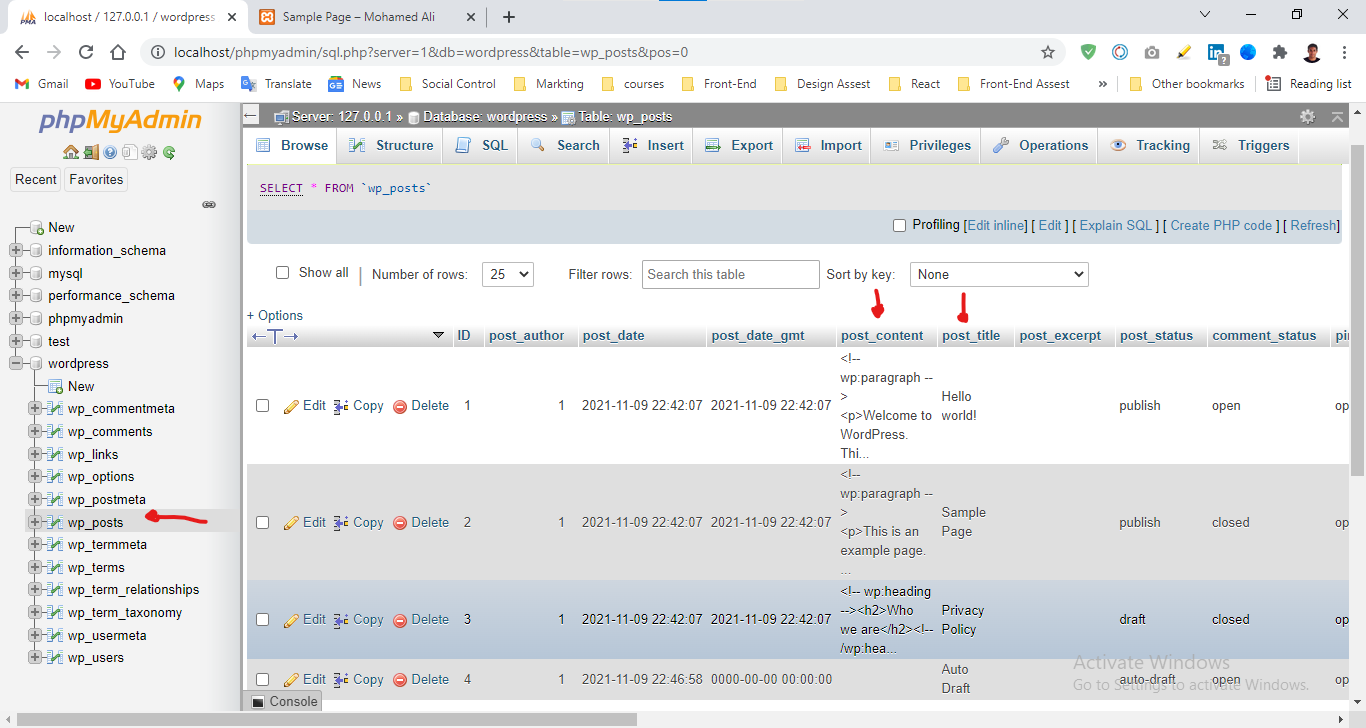 localhost / 127.0.0.1 / wordpress
Sample Page – Mohamed Ali
localhost/phpmyadmin/sql.php?server=1&db=wordpress&table=wp_posts&pos=0
Gmail YouTube Maps Translate News Social Control Markting courses Front-End Design Assest React Front-End Assest » Other bookmarks Reading list
phpMyAdmin
Recent Favorites
New
information_schema
mysql
performance_schema
phpmyadmin
test
wordpress
New
wp_commentmeta
wp_comments
wp_links
wp_options
wp_postmeta
wp_posts
wp_termmeta
wp_terms
wp_term_relationships
wp_term_taxonomy
wp_usermeta
wp_users
Server: 127.0.0.1 » Database: wordpress » Table: wp_posts
Browse Structure SQL Search Insert Export Import Privileges Operations Tracking Triggers
SELECT * FROM `wp_posts`
Profiling [Edit inline] [ Edit ] [ Explain SQL ] [ Create PHP code ] [ Refresh]
Show all | Number of rows: 25 Filter rows: Search this table Sort by key: None
+ Options
←T→ ID post_author post_date post_date_gmt post_content post_title post_excerpt post_status comment_status pi
Edit Copy Delete 1 1 2021-11-09 22:42:07 2021-11-09 22:42:07
<!--
wp:paragraph --
>
<p>Welcome to
WordPress.
Thi...
Hello
world!
publish open op
Edit Copy Delete 2 1 2021-11-09 22:42:07 2021-11-09 22:42:07
<!--
wp:paragraph --
>
<p>This is an
example page.
...
Sample
Page
publish closed op
Edit Copy Delete 3 1 2021-11-09 22:42:07 2021-11-09 22:42:07
<!-- wp:heading
--><h2>Who
we are</h2><!--
/wp:hea...
Privacy
Policy
draft closed op
Edit Copy Delete 4 1 2021-11-09 22:46:58 0000-00-00 00:00:00
Auto
Draft
auto-draft open op
Console
Activate Windows
Go to Settings to activate Windows.